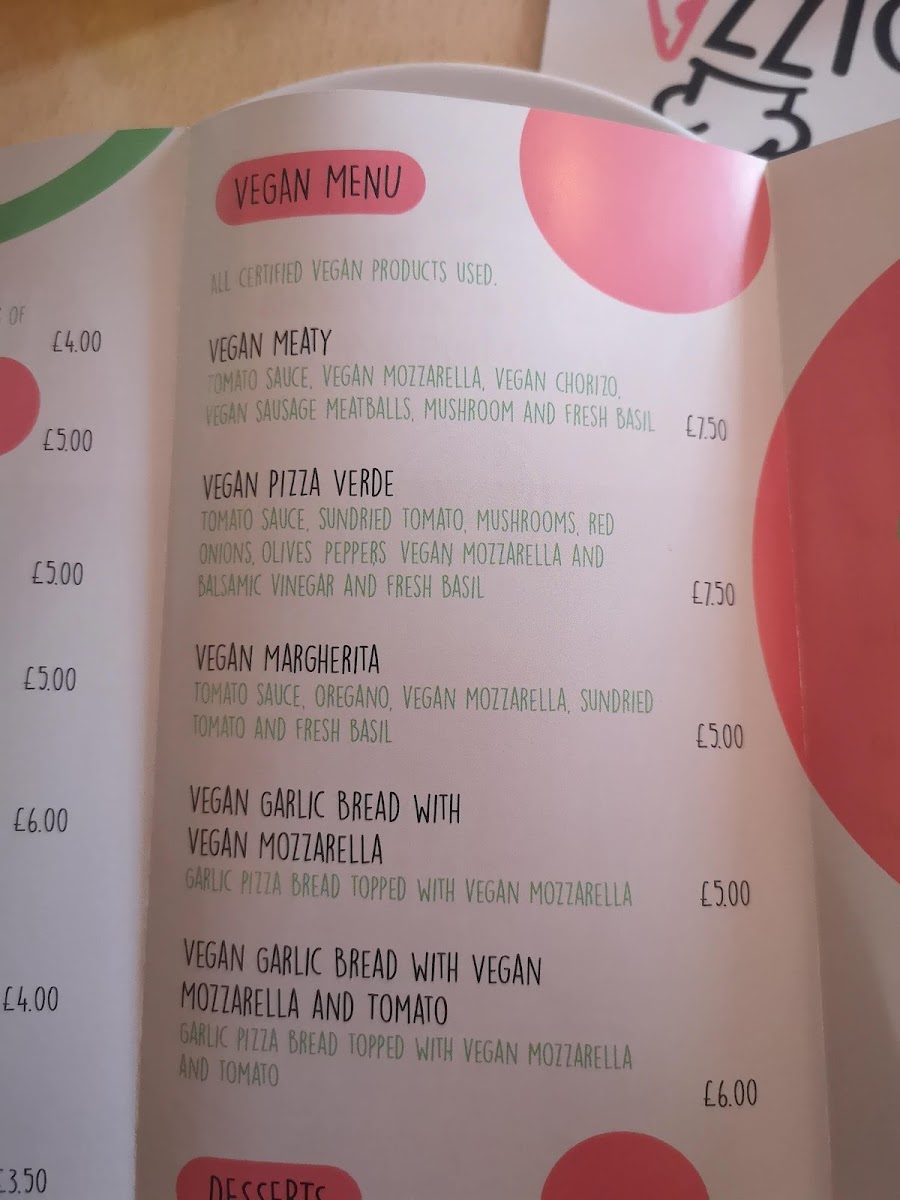 OF
£4.00
£5.00
£5.00
£5.00
£6.00
£4.00
£3.50
VEGAN MENU
ALL CERTIFIED VEGAN PRODUCTS USED.
VEGAN MEATY
TOMATO SAUCE, VEGAN MOZZARELLA, VEGAN CHORIZO,
VEGAN SAUSAGE MEATBALLS, MUSHROOM AND FRESH BASIL £7.50
VEGAN PIZZA VERDE
TOMATO SAUCE, SUNDRIED TOMATO, MUSHROOMS, RED
ONIONS, OLIVES PEPPERS VEGAN MOZZARELLA AND
BALSAMIC VINEGAR AND FRESH BASIL £7.50
VEGAN MARGHERITA
TOMATO SAUCE, OREGANO, VEGAN MOZZARELLA, SUNDRIED
TOMATO AND FRESH BASIL £5.00
VEGAN GARLIC BREAD WITH
VEGAN MOZZARELLA
GARLIC PIZZA BREAD TOPPED WITH VEGAN MOZZARELLA £5.00
VEGAN GARLIC BREAD WITH VEGAN
MOZZARELLA AND TOMATO
GARLIC PIZZA BREAD TOPPED WITH VEGAN MOZZARELLA
AND TOMATO
£6.00
DESSERTS